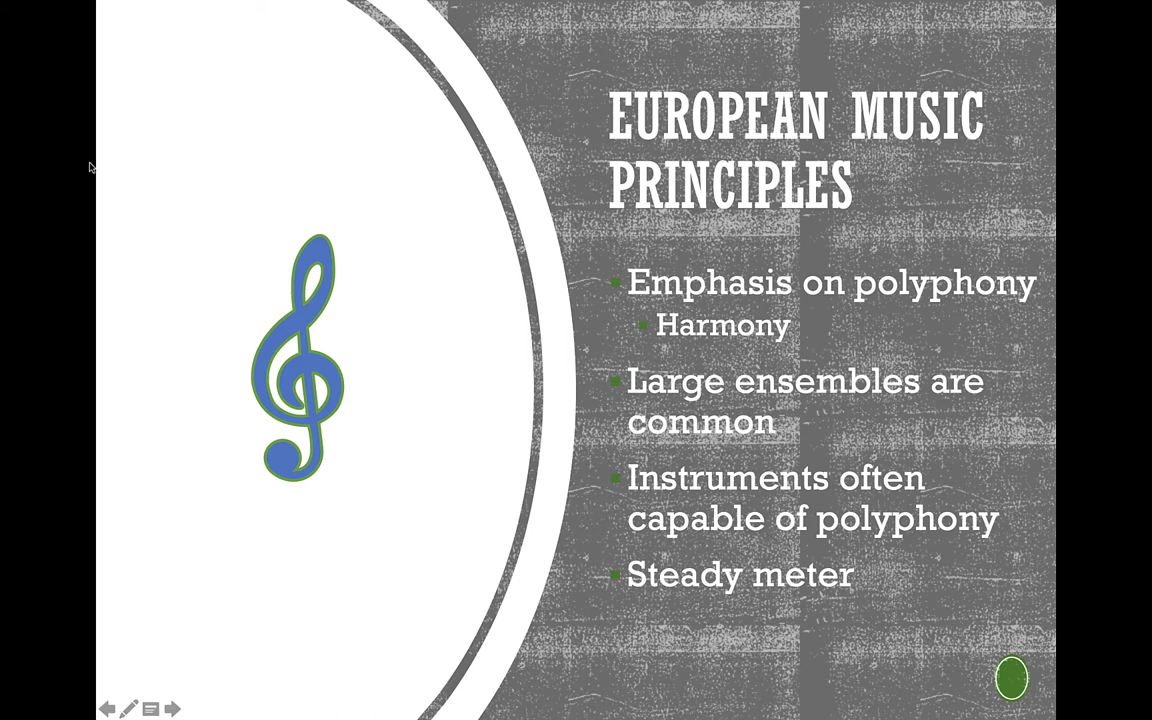 EUROPEAN MUSIC
PRINCIPLES
Emphasis on polyphony
Harmony
Large ensembles are
common
Instruments often
capable of polyphony
Steady meter